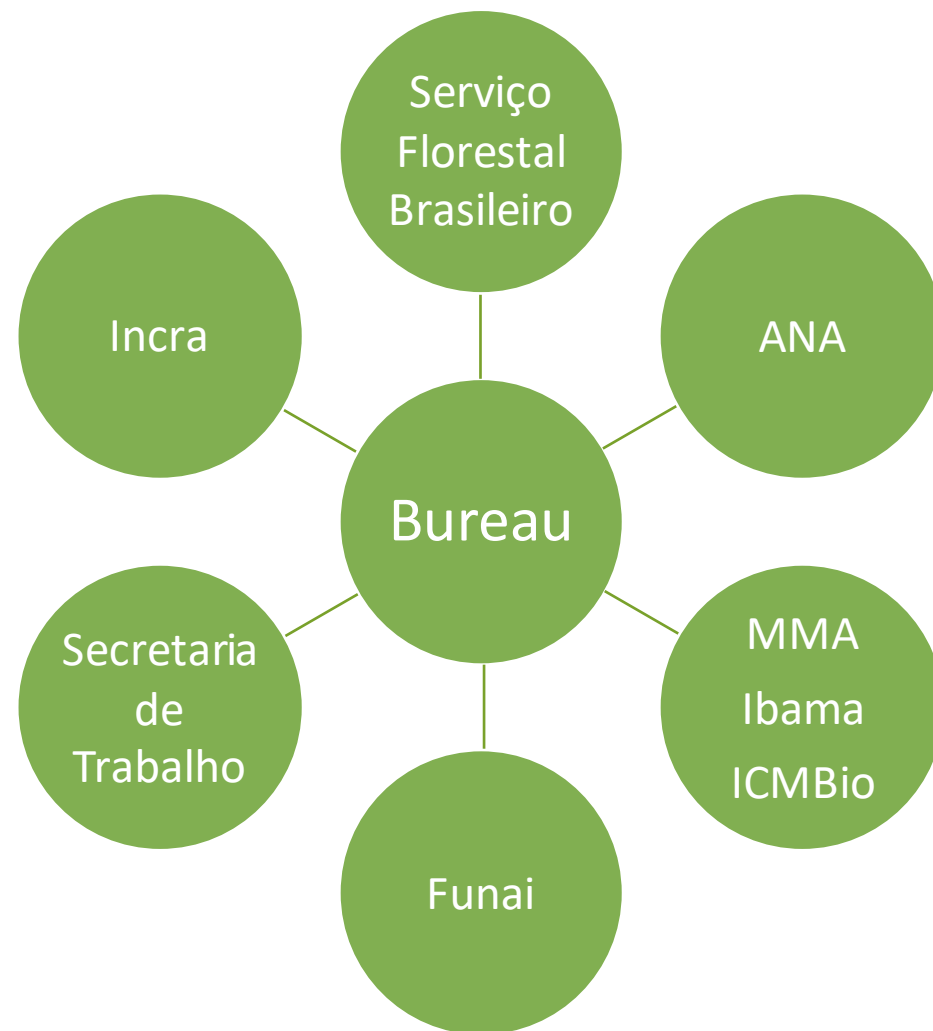 Serviço
Florestal
Brasileiro
Incra
ANA
Bureau
Secretaria
de
Trabalho
MMA
Ibama
ICMBio
Funai